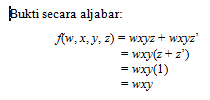 Bukti secara aljabar:
f(w, x, y, z) = wxyz + wxyz’
= wxy(z + z’)
= wxy(1)
= wxy